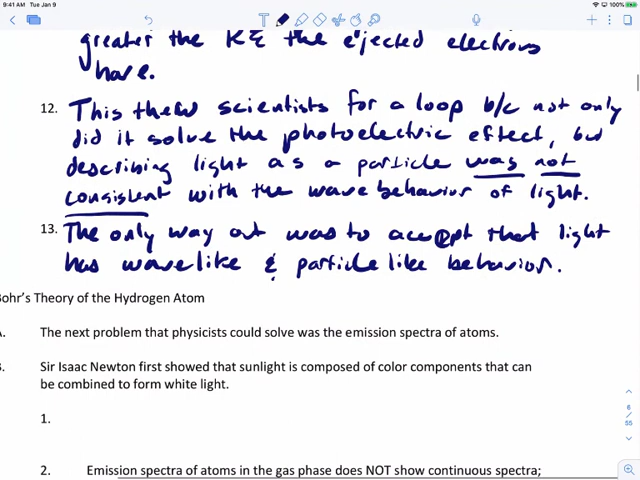 9:41 AM Tue Jan 9
100%
greater the KE the ejected electrons
have.
12. This threw scientists for a loop b/c not only
did it solve the photoelectric effect, but
describing light as a particle was not
consistent with the wave behavior of light.
13. The only way out was to accept that light
has wavelike & particle like behavior.
Bohr's Theory of the Hydrogen Atom
A. The next problem that physicists could solve was the emission spectra of atoms.
B. Sir Isaac Newton first showed that sunlight is composed of color components that can
be combined to form white light.
1.
2. Emission spectra of atoms in the gas phase does NOT show continuous spectra;
6
/
55